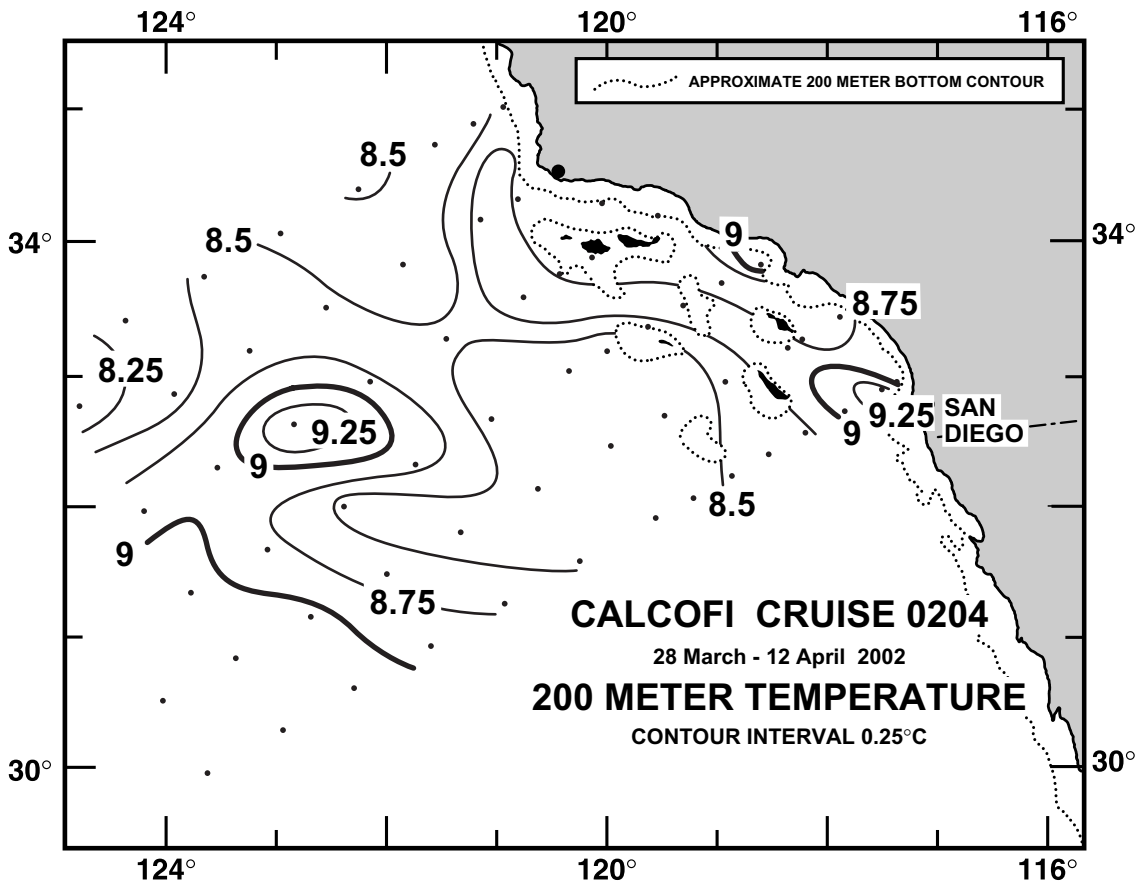 124° 120° 116°
APPROXIMATE 200 METER BOTTOM CONTOUR
8.5
34° 8.5 9 34°
8.75
8.25
9.25 9.25 SAN
9 9 DIEGO
8.5
9
8.75
CALCOFI CRUISE 0204
28 March - 12 April 2002
200 METER TEMPERATURE
CONTOUR INTERVAL 0.25°C
30° 30°
124° 120° 116°